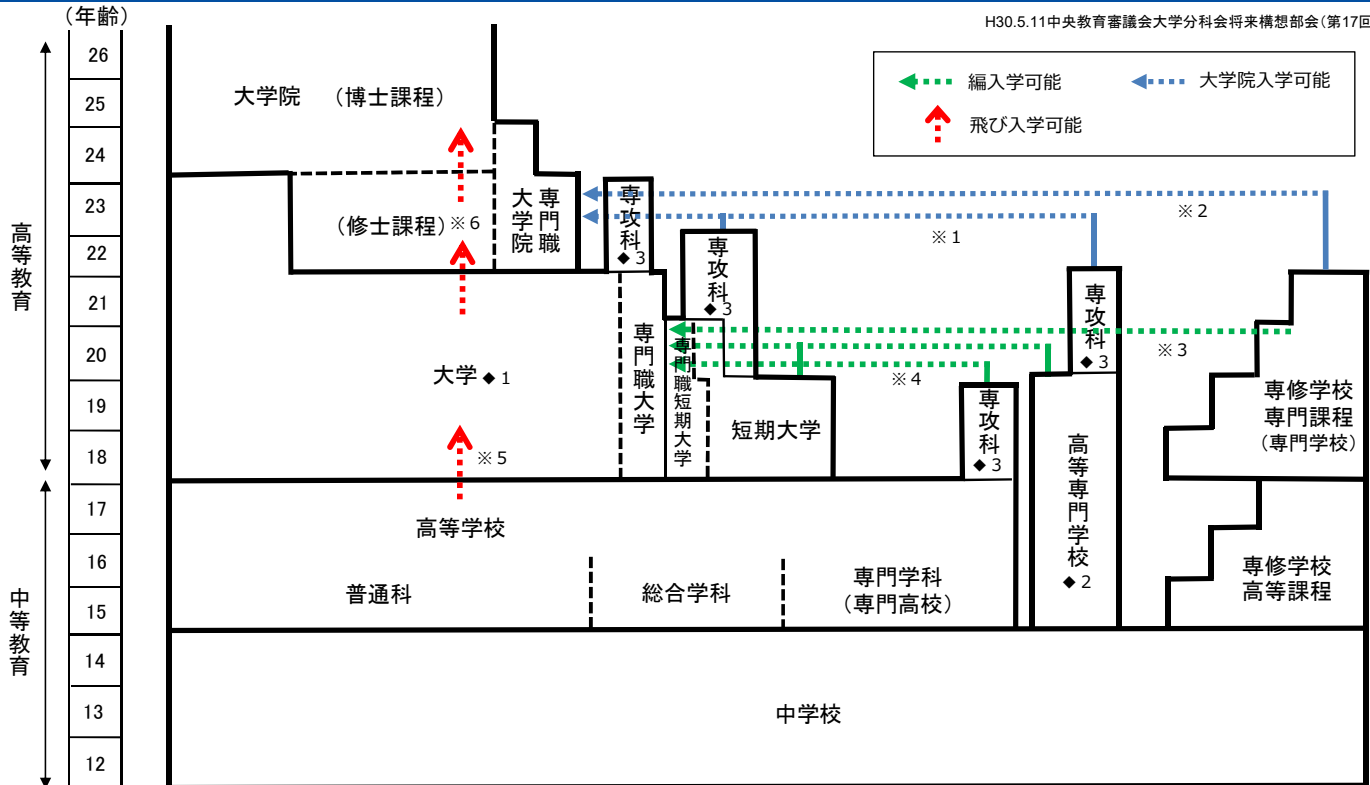 (年齢)
H30.5.11中央教育審議会大学分科会将来構想部会(第17回
編入学可能
大学院入学可能
飛び入学可能
26
25
24
23
22
21
20
19
18
17
16
15
14
13
12
高等教育
中等教育
大学院 (博士課程)
(修士課程)※6
専門職
大学院
専攻科
◆3
専攻科
◆3
※2
※1
専攻科
◆3
※3
※4
大学◆1
専門職大学
専門職短期大学
短期大学
専攻科
◆3
高等専門学校
◆2
専修学校
専門課程
(専門学校)
※5
高等学校
普通科
総合学科
専門学科
(専門高校)
専修学校
高等課程
中学校